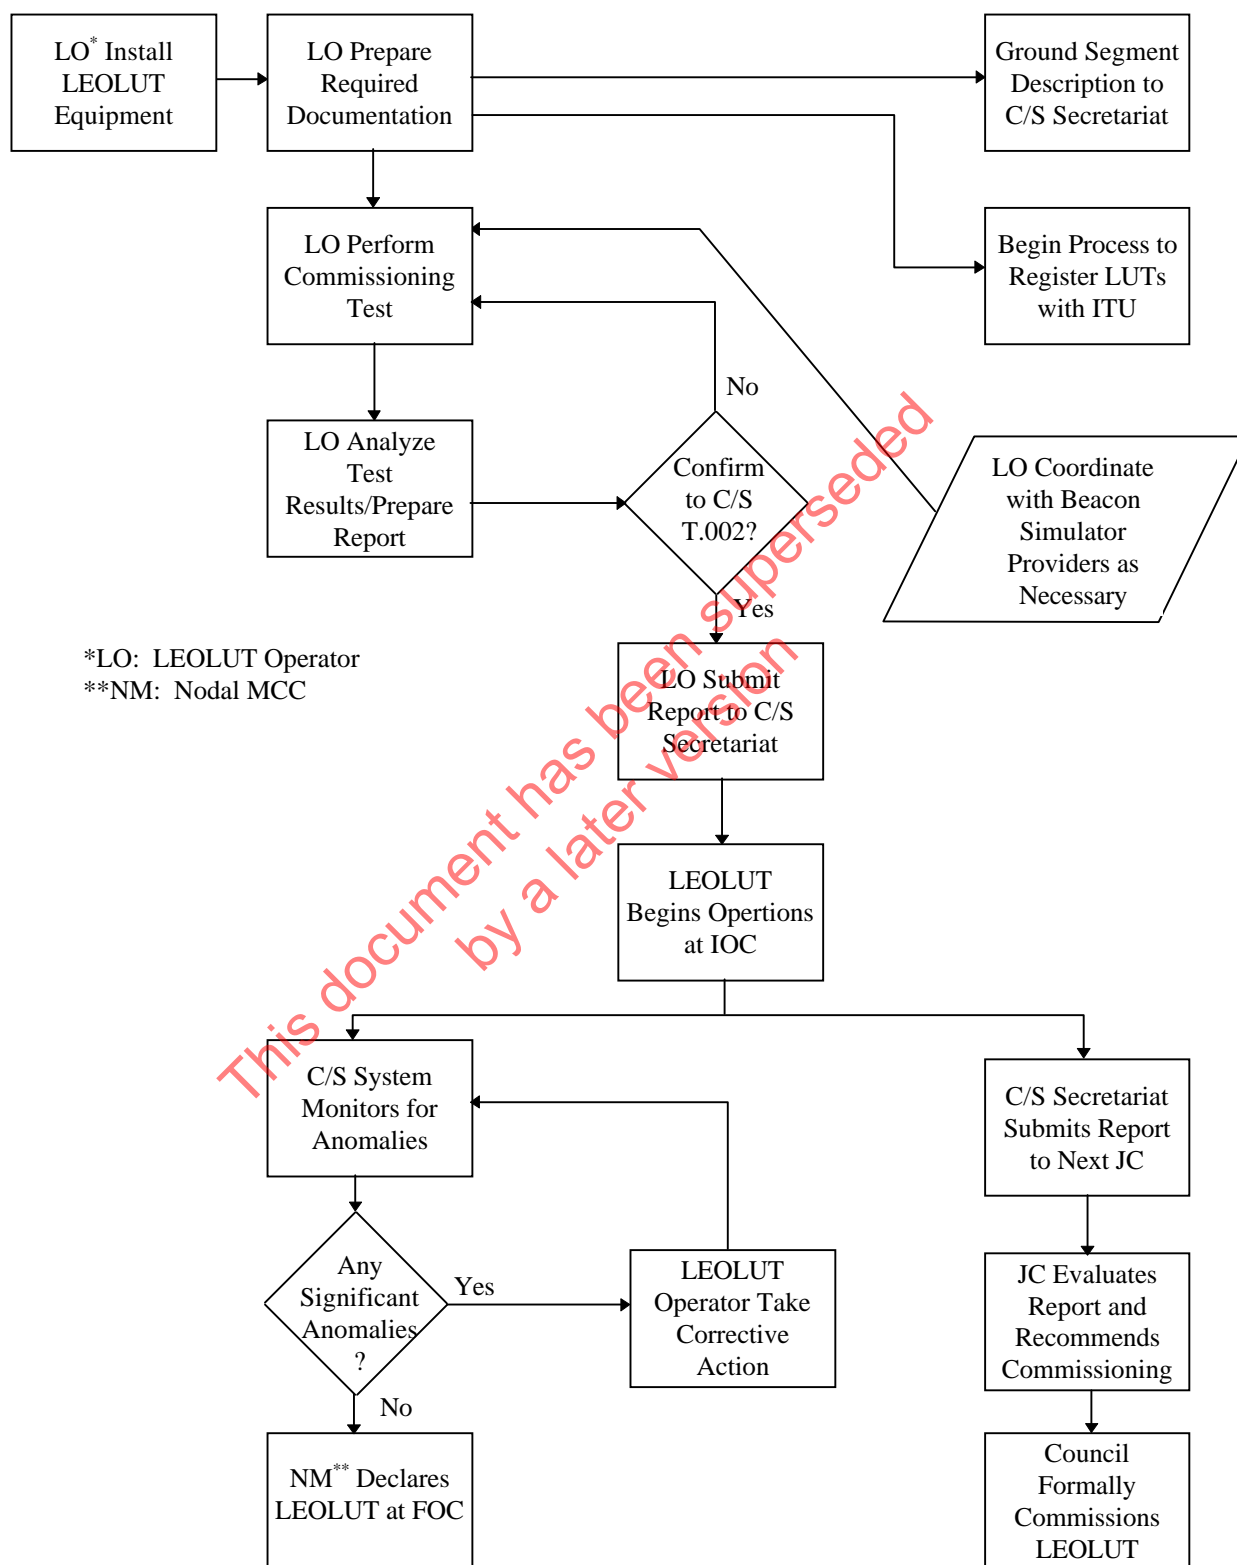 LO* Install
LEOLUT
Equipment
LO Prepare
Required
Documentation
Ground Segment
Description to
C/S Secretariat
LO Perform
Commissioning
Test
Begin Process to
Register LUTs
with ITU
No
LO Analyze
Test
Results/Prepare
Report
Confirm
to C/S
T.002?
LO Coordinate
with Beacon
Simulator
Providers as
Necessary
Yes
*LO: LEOLUT Operator
**NM: Nodal MCC
LO Submit
Report to C/S
Secretariat
LEOLUT
Begins Opertions
at IOC
This document has been superseded
by a later version
C/S System
Monitors for
Anomalies
C/S Secretariat
Submits Report
to Next JC
Any
Significant
Anomalies
?
Yes
LEOLUT
Operator Take
Corrective
Action
JC Evaluates
Report and
Recommends
Commissioning
No
NM** Declares
LEOLUT at FOC
Council
Formally
Commissions
LEOLUT